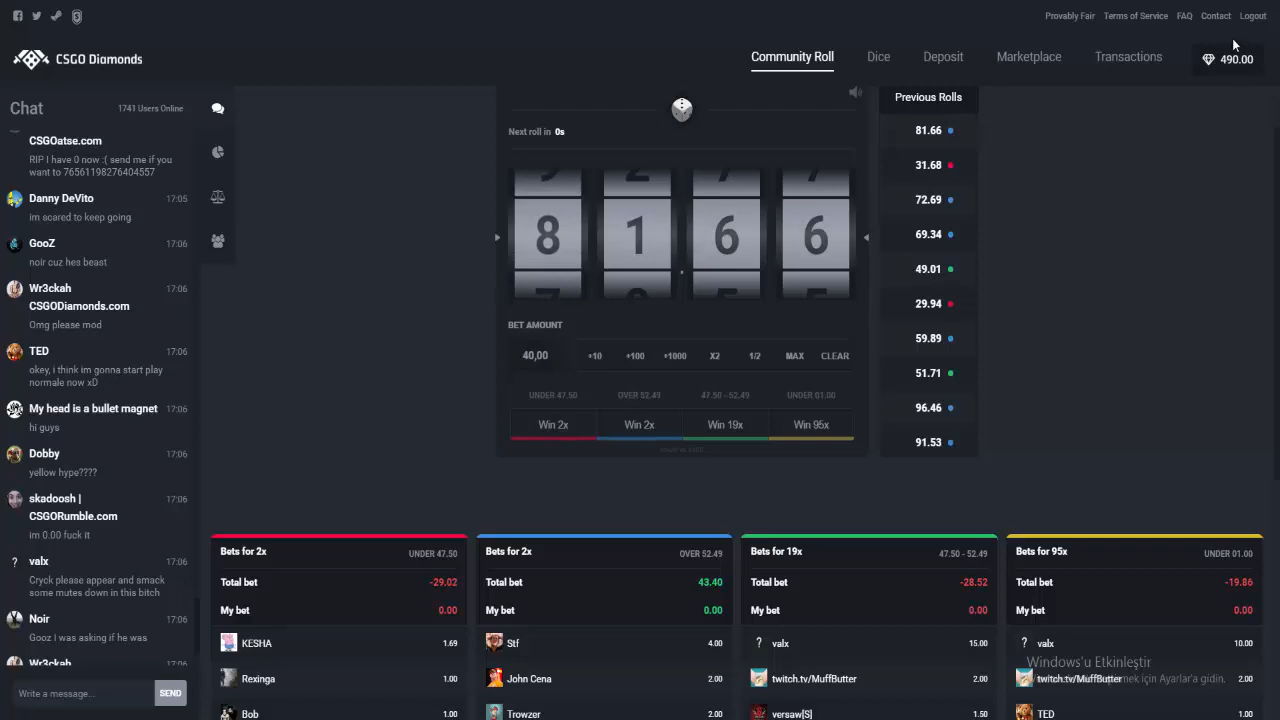 Provably Fair Terms of Service FAQ Contact Logout
CSGO Diamonds
Community Roll Dice Deposit Marketplace Transactions 490.00
Chat 1741 Users Online
CSGOatse.com
RIP I have 0 now :( send me if you
want to 76561198276404557
Danny DeVito 17:05
im scared to keep going
GooZ 17:06
noir cuz hes beast
Wr3ckah 17:06
CSGODiamonds.com
Omg please mod
TED 17:06
okey, i think im gonna start play
normale now xD
My head is a bullet magnet 17:06
hi guys
Dobby 17:06
yellow hype????
skadoosh | 17:06
CSGORumble.com
im 0.00 fuck it
? valx 17:06
Cryck please appear and smack
some mutes down in this bitch
Noir 17:06
Gooz I was asking if he was
Wr3ckah 17:06
Write a message... SEND
Next roll in 0s
8 1 6 6
BET AMOUNT
40,00 +10 +100 +1000 X2 1/2 MAX CLEAR
UNDER 47.50 OVER 52.49 47.50 - 52.49 UNDER 01.00
Win 2x Win 2x Win 19x Win 95x
Previous Rolls
81.66
31.68
72.69
69.34
49.01
29.94
59.89
51.71
96.46
91.53
Bets for 2x UNDER 47.50
Total bet -29.02
My bet 0.00
KESHA 1.69
Rexinga 1.00
Bob 1.00
Bets for 2x OVER 52.49
Total bet 43.40
My bet 0.00
Stf 4.00
John Cena 2.00
Trowzer 2.00
Bets for 19x 47.50 - 52.49
Total bet -28.52
My bet 0.00
? valx 15.00
twitch.tv/MuffButter 2.00
versaw[S] 1.50
Bets for 95x UNDER 01.00
Total bet -19.86
My bet 0.00
? valx 10.00
twitch.tv/MuffButter 2.00
TED 2.00
Windows'u Etkinleştir
için Ayarlar'a gidin.